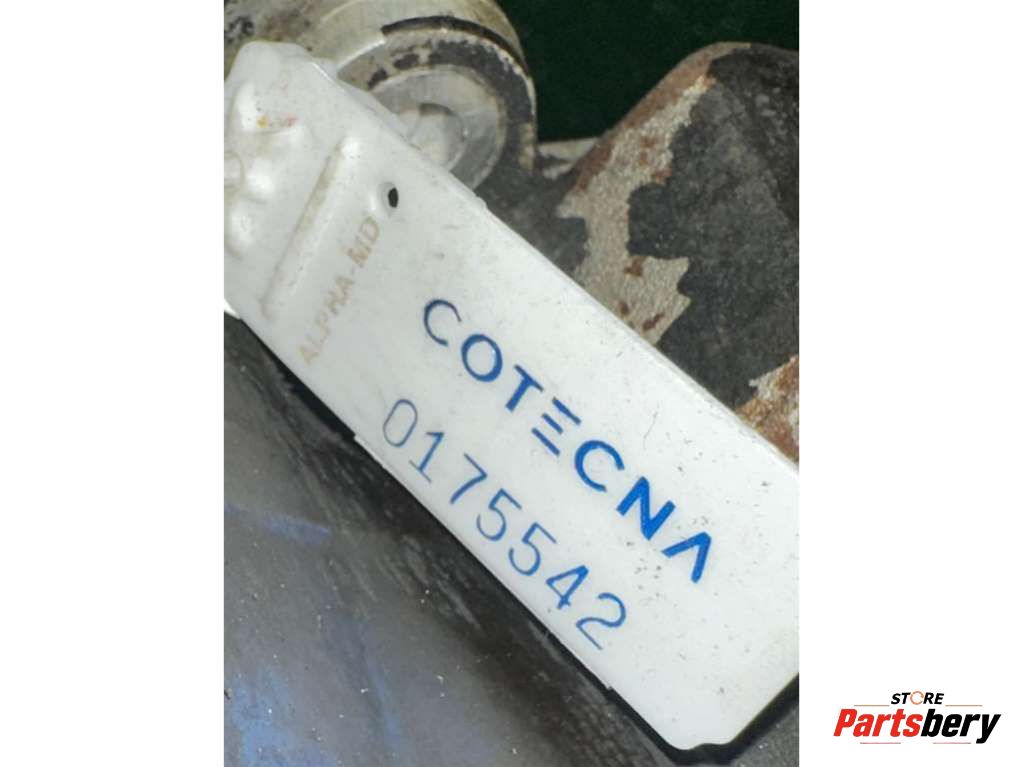 ALPHA-MD
COTECNA
0175542
STORE
Partsbery